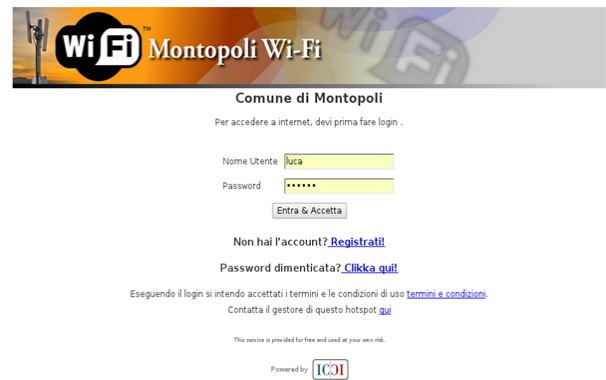 WiFi™ Montopoli Wi-Fi
WiFi
Comune di Montopoli
Per accedere a internet, devi prima fare login .
Nome Utente luca
Password ••••••
Entra & Accetta
Non hai l'account? Registrati!
Password dimenticata? Clikka qui!
Eseguendo il login si intendo accettati i termini e le condizioni di uso termini e condizioni.
Contatta il gestore di questo hotspot qui
This service is provided for free and used at your own risk.
Powered by